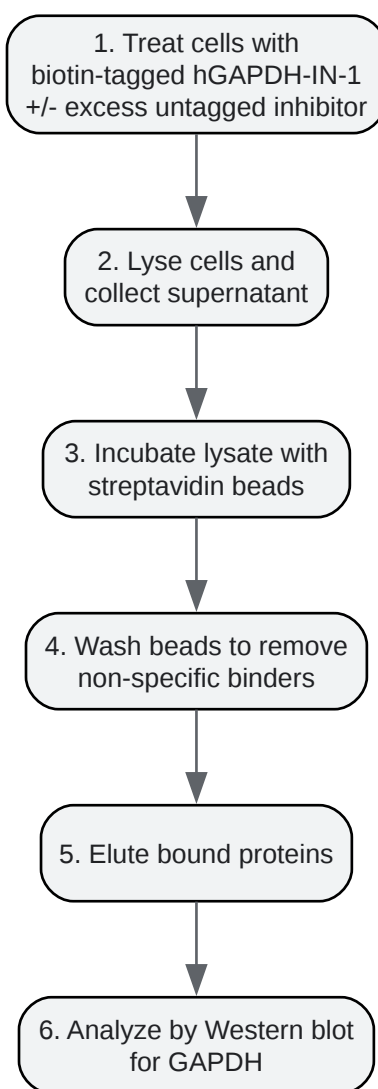 1. Treat cells with
biotin-tagged hGAPDH-IN-1
+/- excess untagged inhibitor
2. Lyse cells and
collect supernatant
3. Incubate lysate with
streptavidin beads
4. Wash beads to remove
non-specific binders
5. Elute bound proteins
6. Analyze by Western blot
for GAPDH